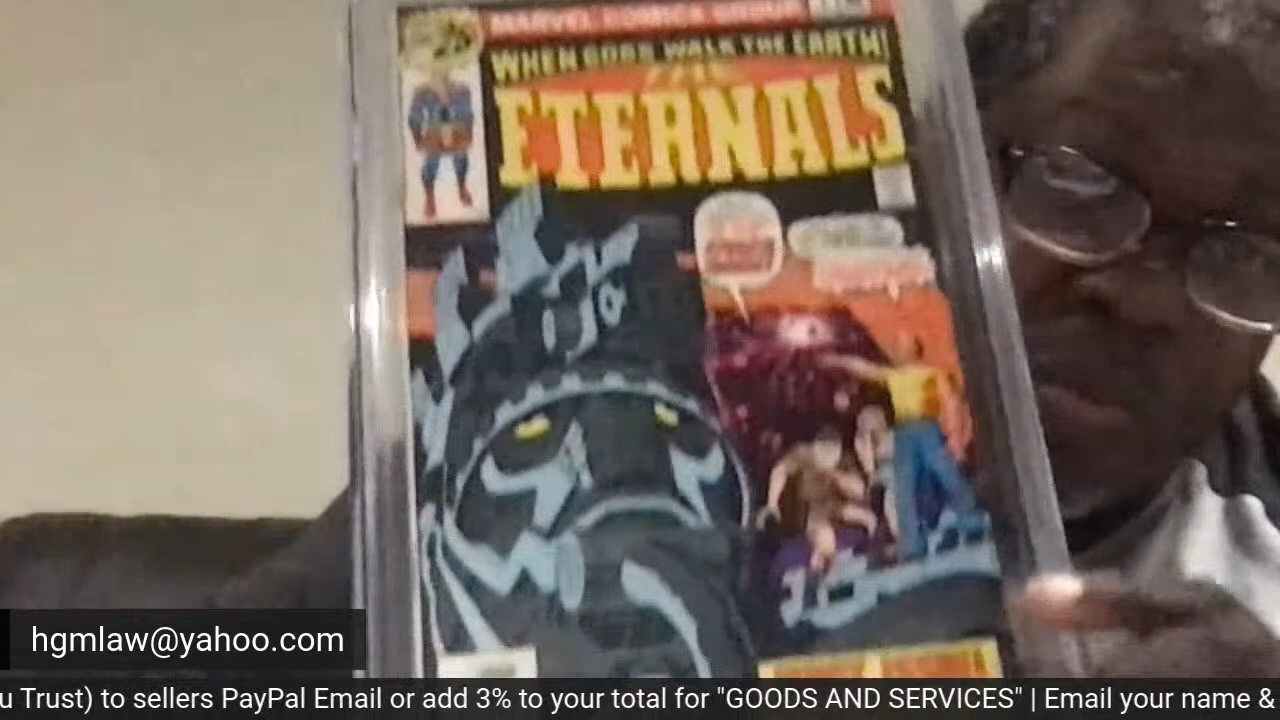 25¢
MARVEL COMICS GROUP
WHEN GODS WALK THE EARTH!
THE
ETERNALS
hgmlaw@yahoo.com
u Trust) to sellers PayPal Email or add 3% to your total for "GOODS AND SERVICES" | Email your name &